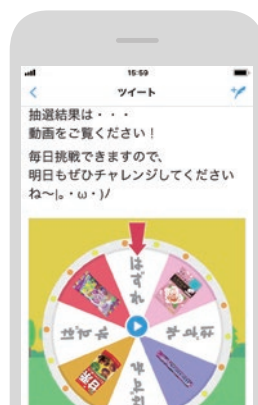 15:59
ツイート
抽選結果は・・・
動画をご覧ください！
毎日挑戦できますので、
明日もぜひチャレンジしてください
ね〜|。・ω・)ﾉ
はずれ
はずれ
はずれ
はずれ